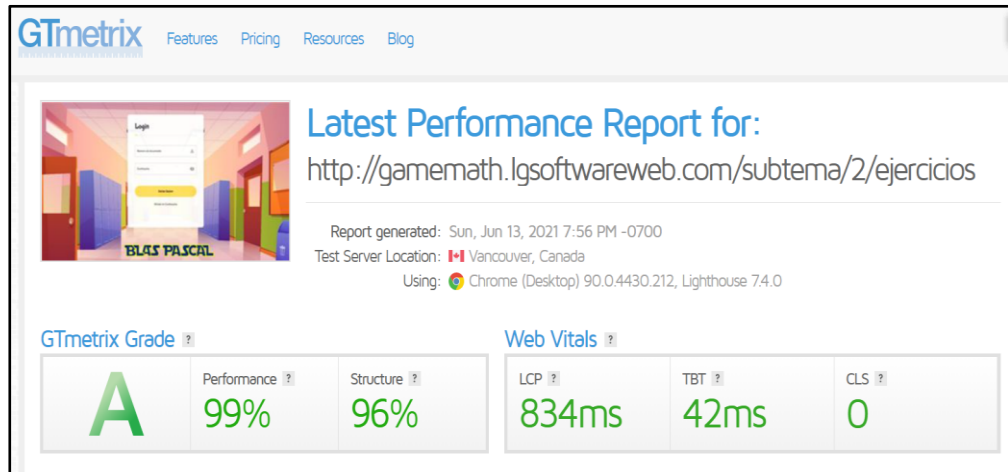 GTmetrix Features Pricing Resources Blog
Login
BLAS PASCAL
Latest Performance Report for:
http://gamemath.lgsoftwareweb.com/subtema/2/ejercicios
Report generated: Sun, Jun 13, 2021 7:56 PM -0700
Test Server Location: Vancouver, Canada
Using: Chrome (Desktop) 90.0.4430.212, Lighthouse 7.4.0
GTmetrix Grade ?
Web Vitals ?
A
Performance ?
99%
Structure ?
96%
LCP ?
834ms
TBT ?
42ms
CLS ?
0